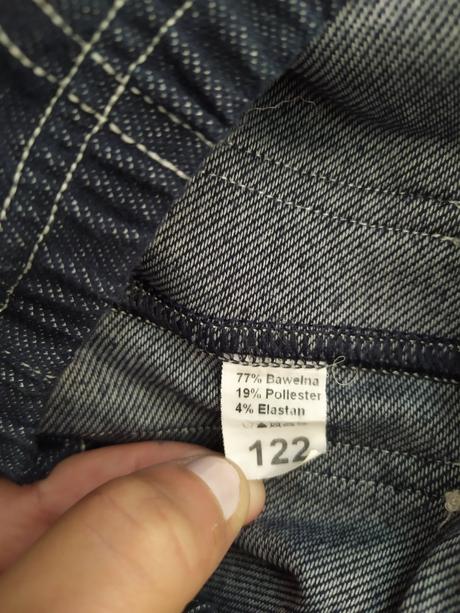 77% Bawełna
19% Poliester
4% Elastan
122